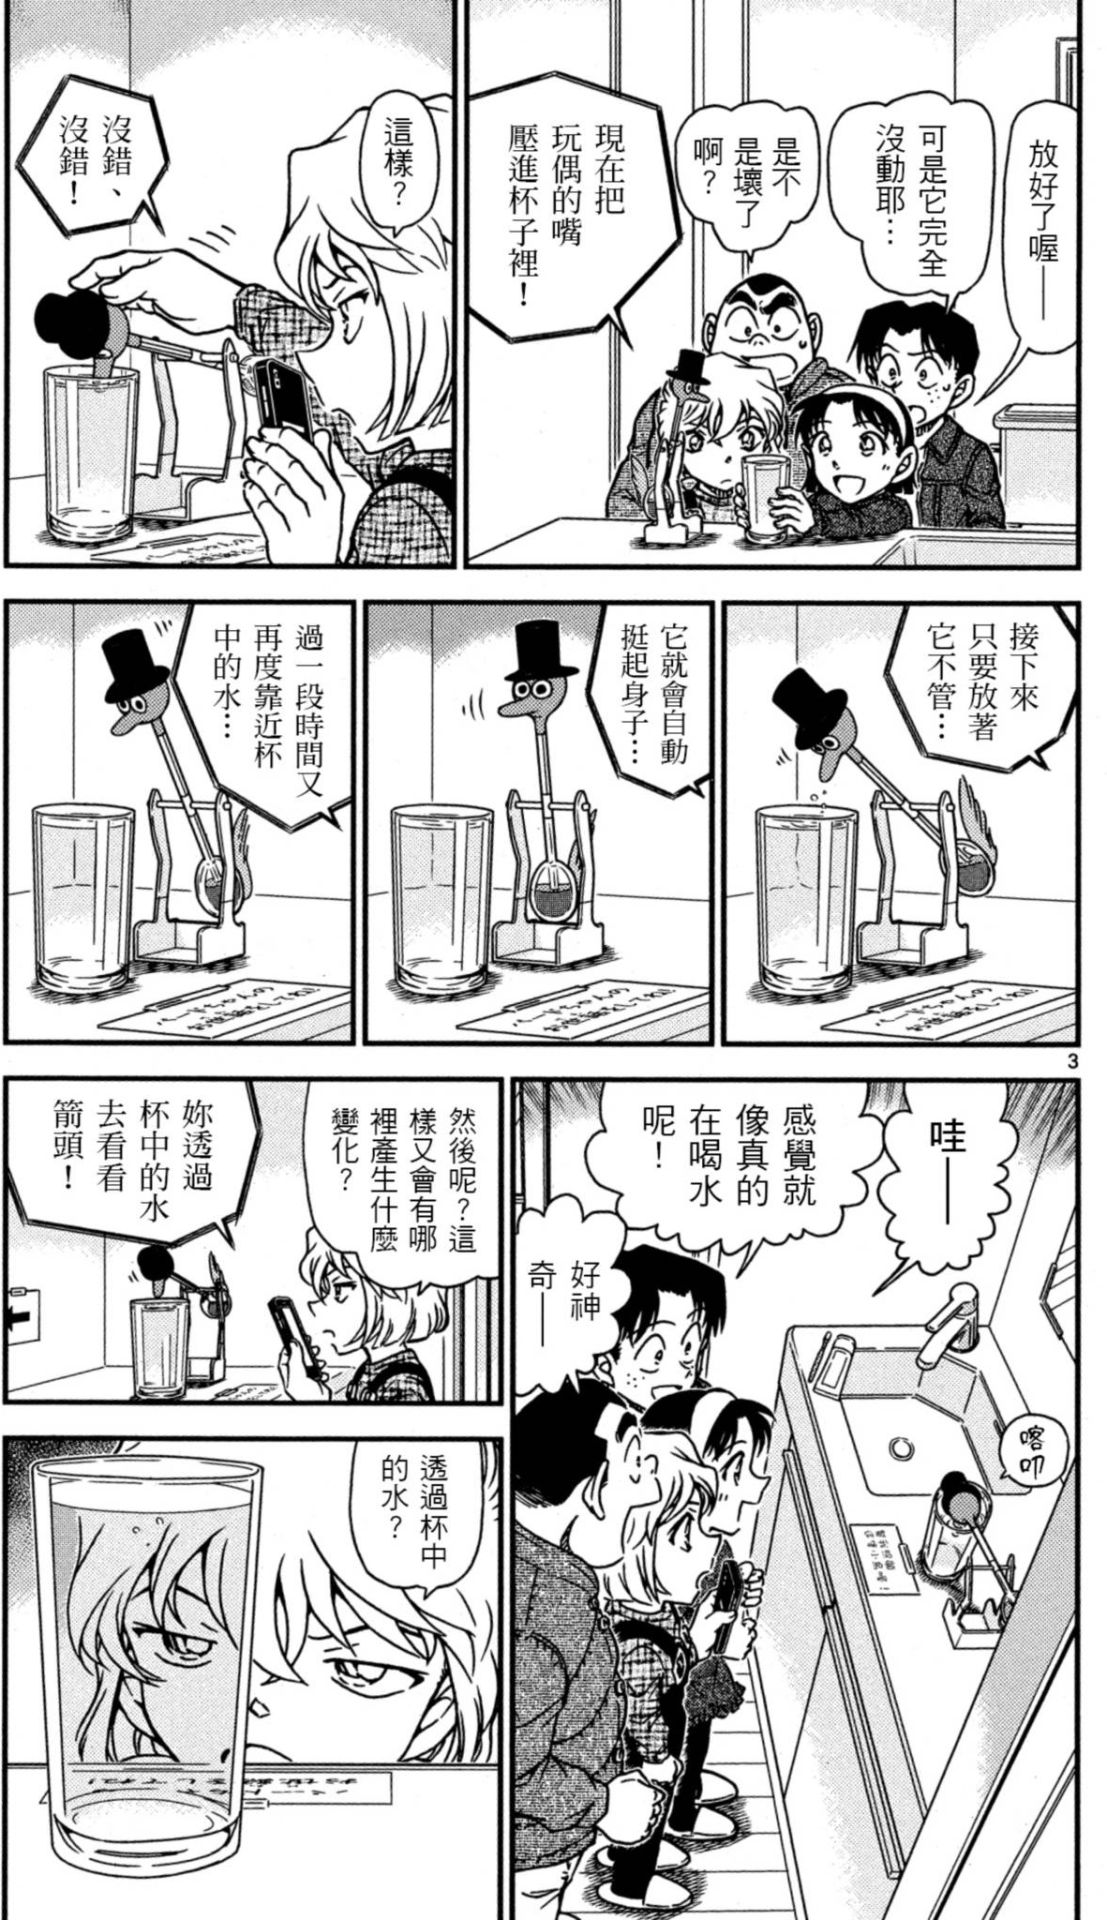 放好了喔—
可是它完全
沒動耶…
是不
是壞了
啊？
現在把
玩偶的嘴
壓進杯子裡！
這樣？
沒錯、
沒錯！
接下來
只要放著
它不管…
它就會自動
挺起身子…
過一段時間又
再度靠近杯
中的水…
3
哇—
感覺就
像真的
在喝水
呢！
好神
奇—
喀叩
然後呢？這
樣又會有哪
裡產生什麼
變化？
妳透過
杯中的水
去看看
箭頭！
透過杯中
的水？